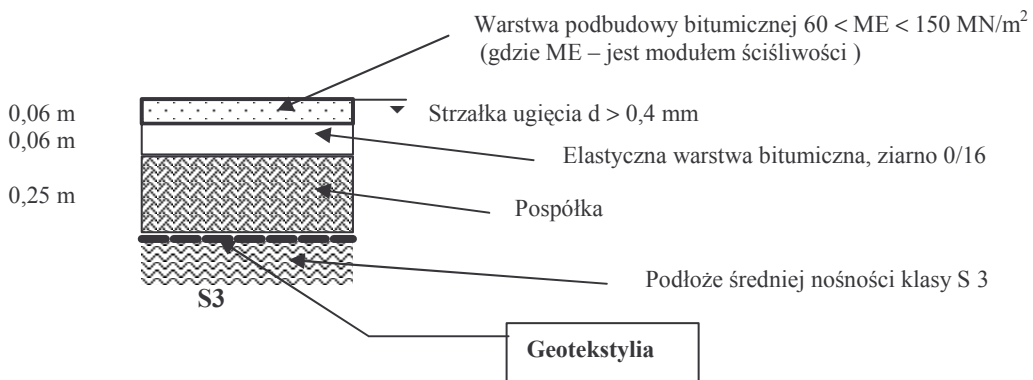 Warstwa podbudowy bitumicznej 60 < ME < 150 MN/m²
(gdzie ME – jest modułem ściśliwości )
0,06 m
Strzałka ugięcia d > 0,4 mm
0,06 m
Elastyczna warstwa bitumiczna, ziarno 0/16
0,25 m
Pospółka
Podłoże średniej nośności klasy S 3
S3
Geotekstylia